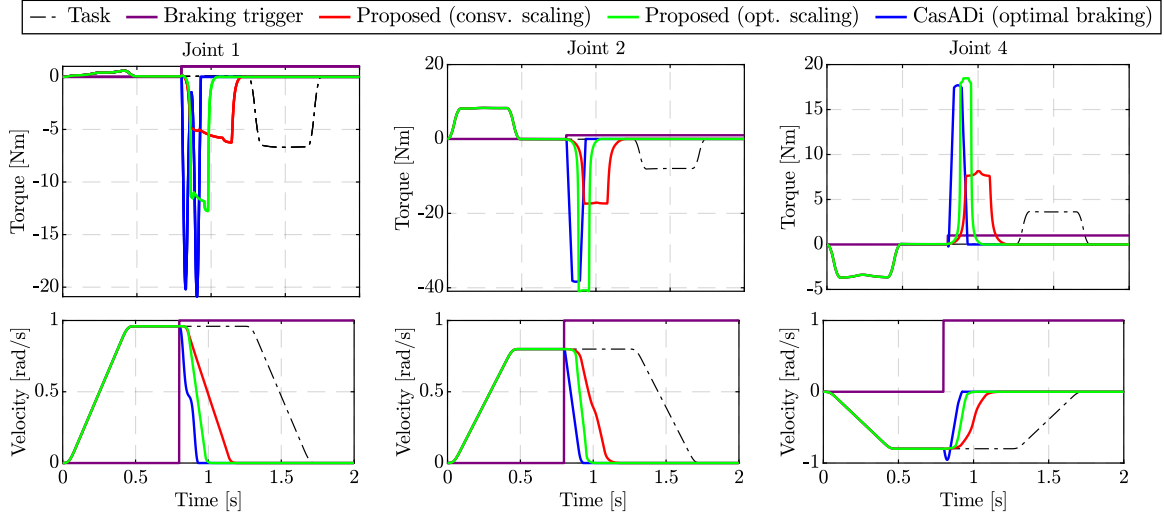 Task Braking trigger Proposed (consv. scaling) Proposed (opt. scaling) CasADi (optimal braking)
Joint 1
Joint 2
Joint 4
Torque [Nm]
0
-5
-10
-15
-20
Torque [Nm]
20
0
-20
-40
Torque [Nm]
20
15
10
5
0
-5
Velocity [rad/s]
1
0.5
0
0 0.5 1 1.5 2
Time [s]
Velocity [rad/s]
1
0.5
0
0 0.5 1 1.5 2
Time [s]
Velocity [rad/s]
1
0
-1
0 0.5 1 1.5 2
Time [s]